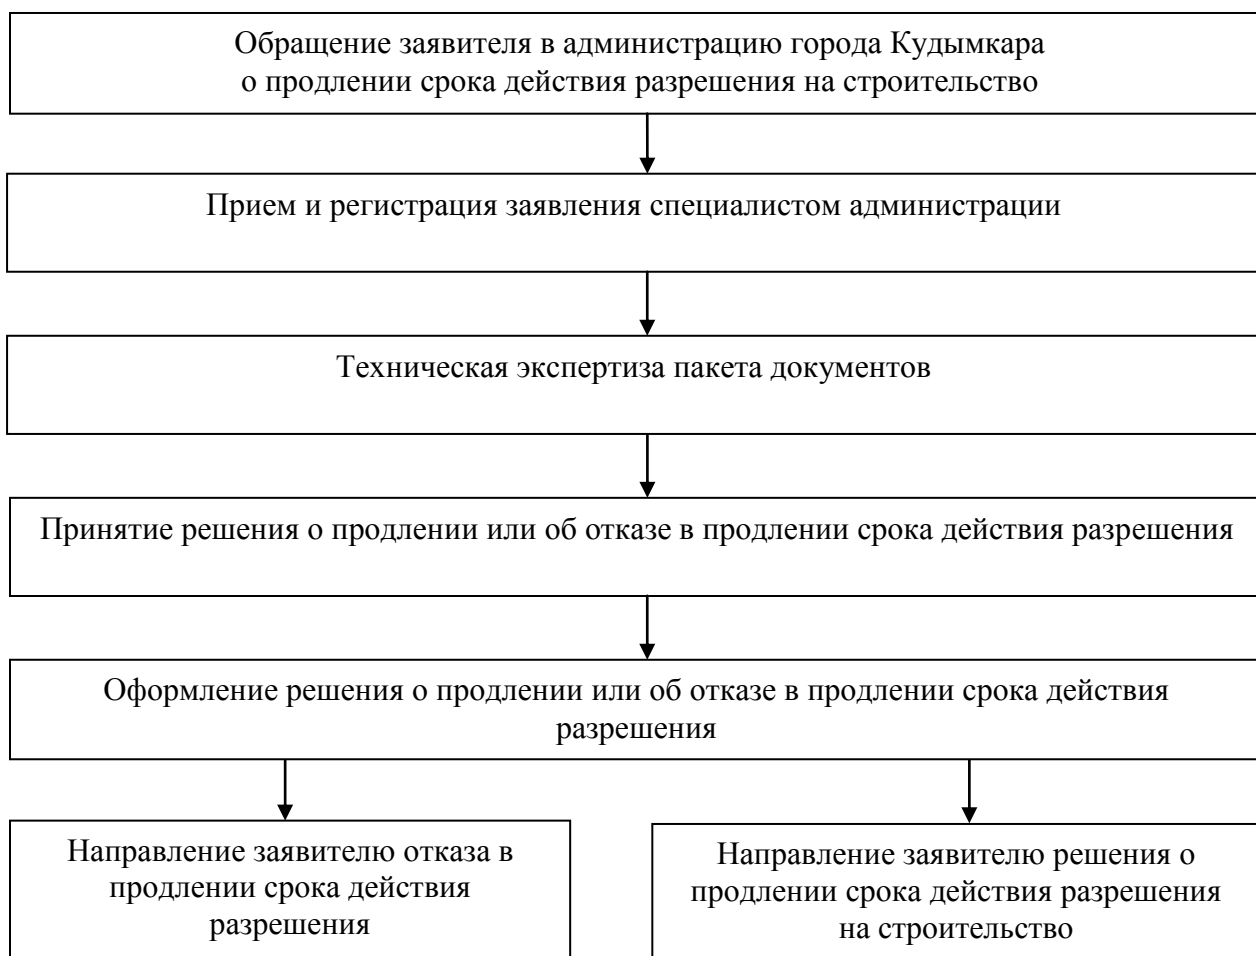 Обращение заявителя в администрацию города Кудымкара
о продлении срока действия разрешения на строительство
Прием и регистрация заявления специалистом администрации
Техническая экспертиза пакета документов
Принятие решения о продлении или об отказе в продлении срока действия разрешения
Оформление решения о продлении или об отказе в продлении срока действия
разрешения
Направление заявителю отказа в
продлении срока действия
разрешения
Направление заявителю решения о
продлении срока действия разрешения
на строительство